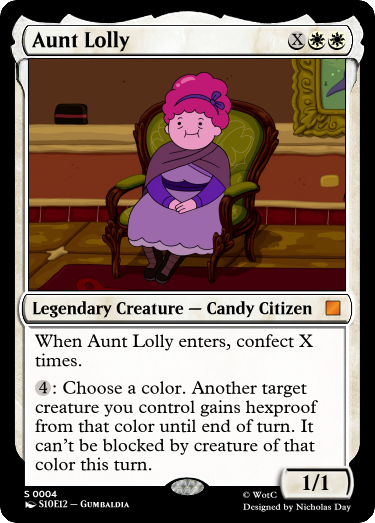 Aunt Lolly XWW
Legendary Creature — Candy Citizen
When Aunt Lolly enters, confect X
times.
4: Choose a color. Another target
creature you control gains hexproof
from that color until end of turn. It
can't be blocked by creature of that
color this turn.
1/1
S 0004
S10E12 — Gumbaldia
© WotC
Designed by Nicholas Day